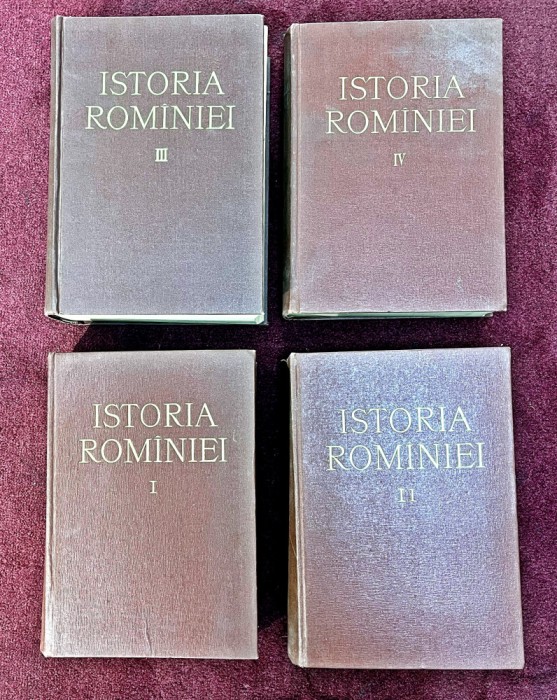 ISTORIA
ROMÎNIEI
III
ISTORIA
ROMÎNIEI
IV
ISTORIA
ROMÎNIEI
I
ISTORIA
ROMÎNIEI
II